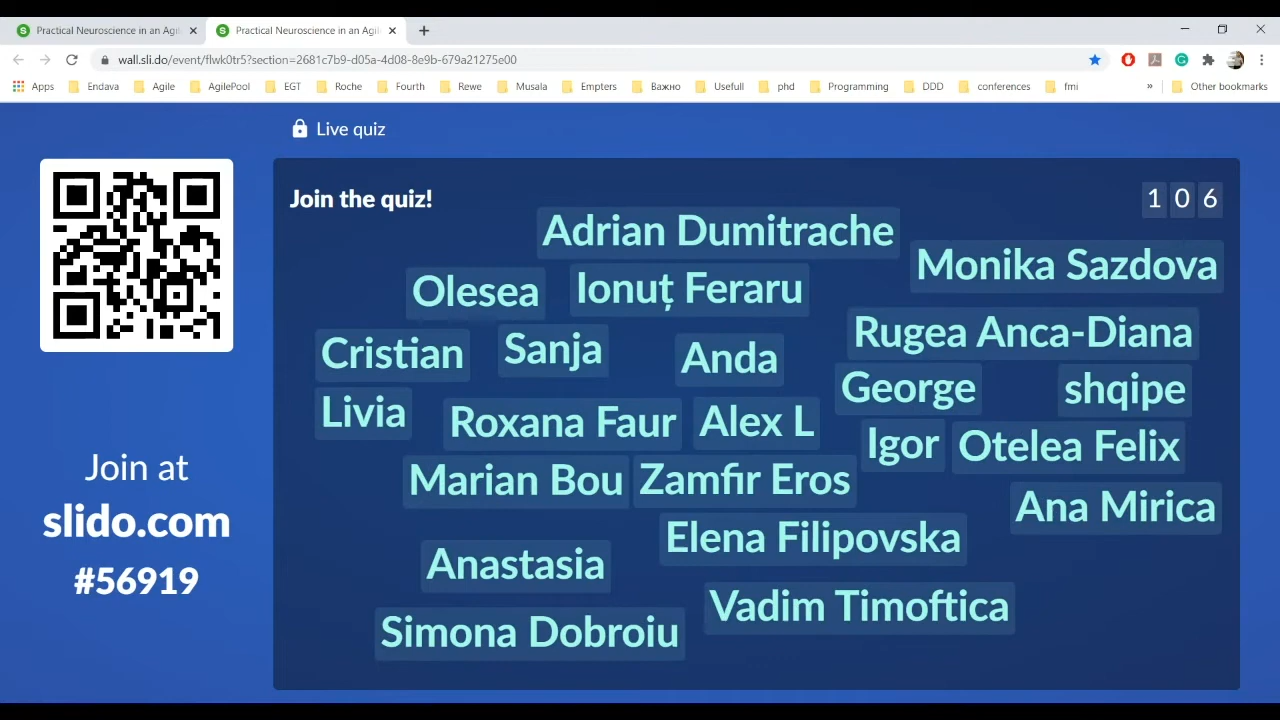 Practical Neuroscience in an Agi
Practical Neuroscience in an Agi
wall.sli.do/event/flwk0tr5?section=2681c7b9-d05a-4d08-8efb-679a21275e00
Apps Endava Agile AgilePool EGT Roche Fourth Rewe Musala Empters Важно Usefull phd Programming DDD conferences fmi » Other bookmarks
Live quiz
Join the quiz!
106
Adrian Dumitrache
Monika Sazdova
Olesea
Ionuț Feraru
Rugea Anca-Diana
Cristian
Sanja
Anda
George
shqipe
Livia
Roxana Faur
Alex L
Igor
Otelea Felix
Marian Bou
Zamfir Eros
Ana Mirica
Elena Filipovska
Anastasia
Vadim Timoftica
Simona Dobroiu
Join at
slido.com
#56919